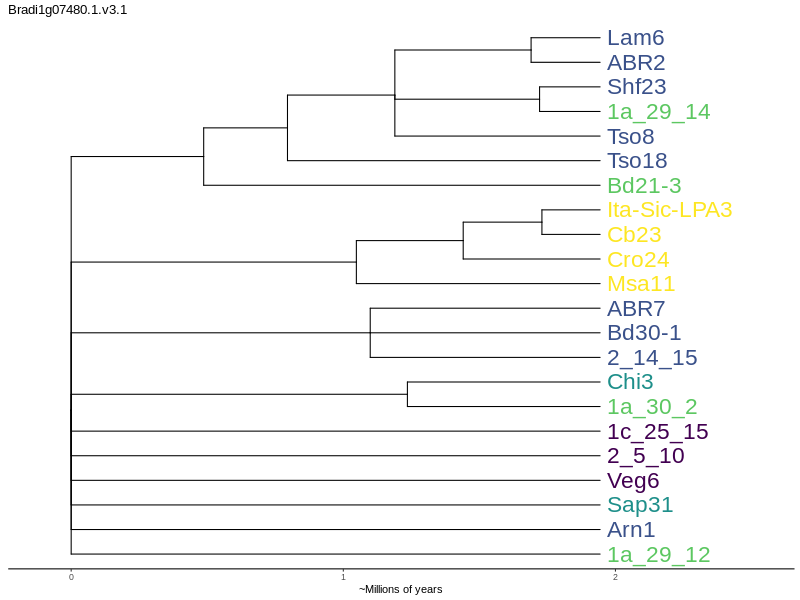 Bradi1g07480.1.v3.1
Lam6
ABR2
Shf23
1a_29_14
Tso8
Tso18
Bd21-3
Ita-Sic-LPA3
Cb23
Cro24
Msa11
ABR7
Bd30-1
2_14_15
Chi3
1a_30_2
1c_25_15
2_5_10
Veg6
Sap31
Arn1
1a_29_12
0 1 2
~Millions of years